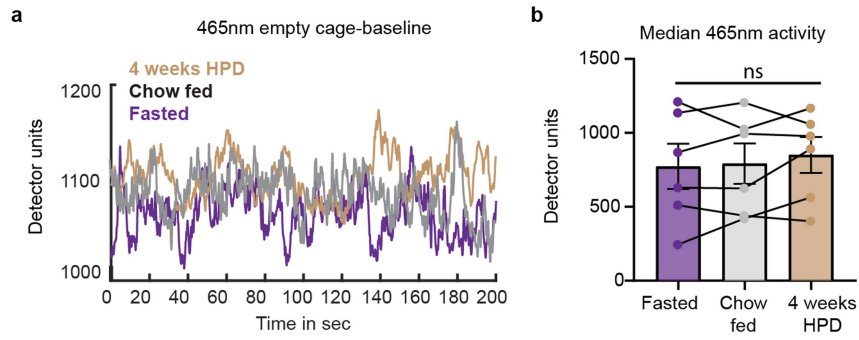 a
465nm empty cage-baseline
4 weeks HPD
Chow fed
Fasted
Detector units
1200
1100
1000
0 20 40 60 80 100 120 140 160 180 200
Time in sec
b
Median 465nm activity
ns
Detector units
1500
1000
500
0
Fasted Chow fed 4 weeks HPD